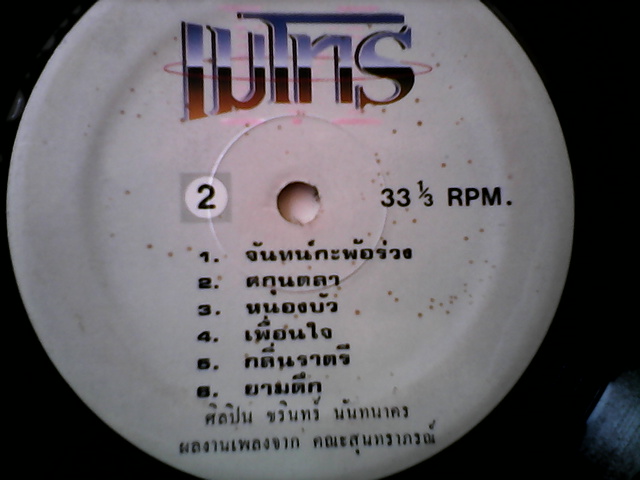 เมโทร
2
33 1/3 RPM.
1. จันทน์กะพ้อร่วง
2. ศกุนตลา
3. หนองบัว
4. เพื่อนใจ
5. กลิ่นราตรี
6. ยามดึก
ศิลปิน ชรินทร์ นันทนาคร
ผลงานเพลงจาก คณะสุนทราภรณ์